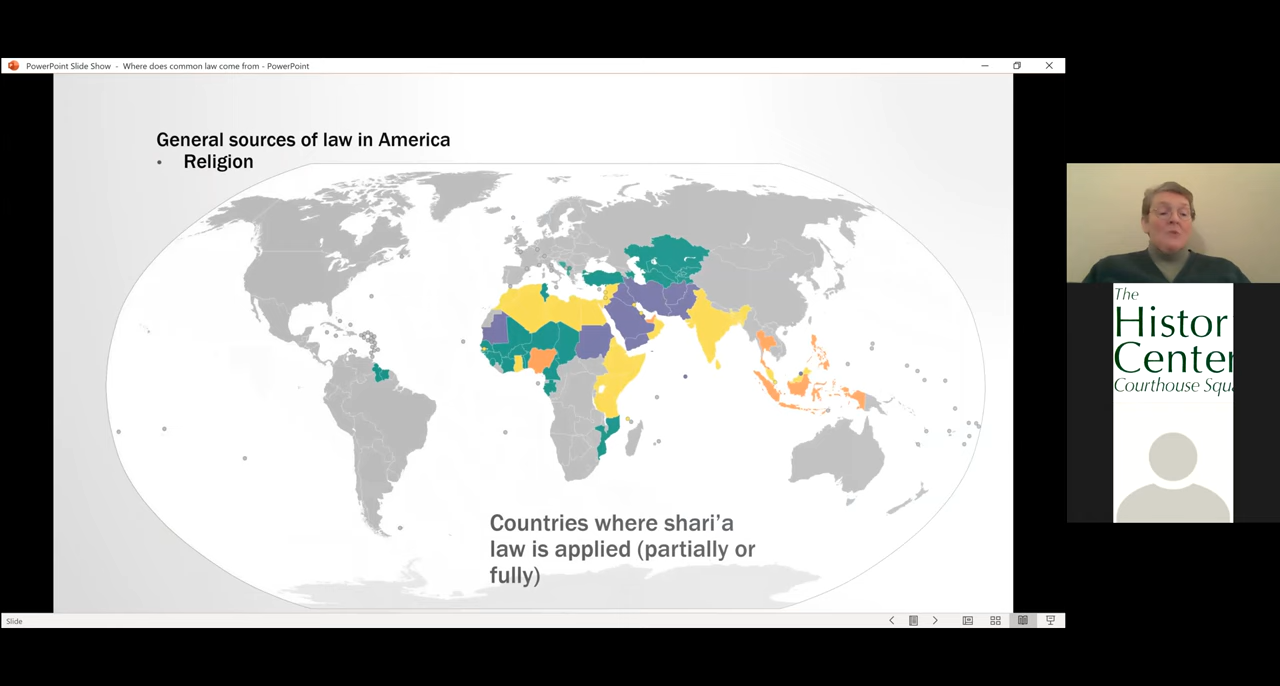 PowerPoint Slide Show - Where does common law come from - PowerPoint
General sources of law in America
• Religion
Countries where shari’a
law is applied (partially or
fully)
The
Histor
Center
Courthouse Squ
Slide